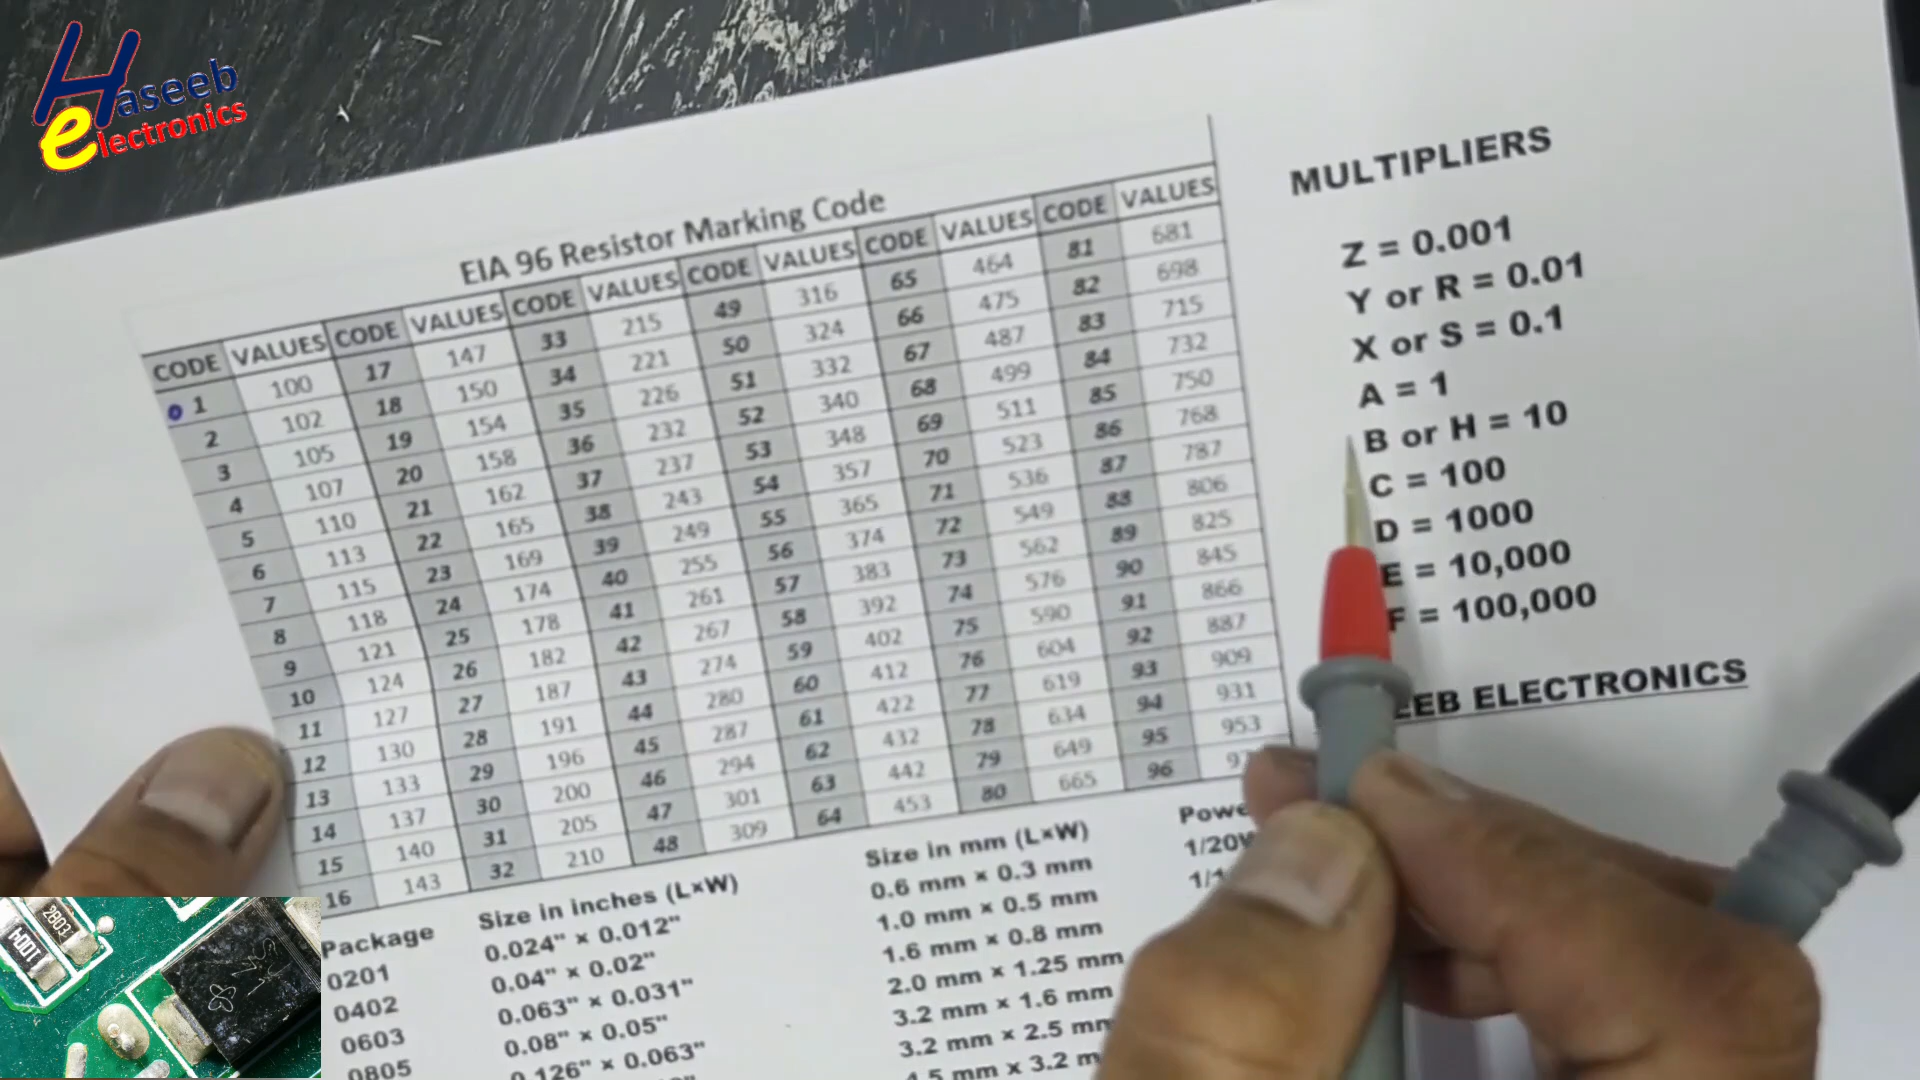 Haseeb
electronics
EIA 96 Resistor Marking Code
CODE VALUES CODE VALUES CODE VALUES CODE VALUES CODE VALUES CODE VALUES
0 1 100 17 147 33 215 49 316 65 464 81 681
2 102 18 150 34 221 50 324 66 475 82 698
3 105 19 154 35 226 51 332 67 487 83 715
4 107 20 158 36 232 52 340 68 499 84 732
5 110 21 162 37 237 53 348 69 511 85 750
6 113 22 165 38 243 54 357 70 523 86 768
7 115 23 169 39 249 55 365 71 536 87 787
8 118 24 174 40 255 56 374 72 549 88 806
9 121 25 178 41 261 57 383 73 562 89 825
10 124 26 182 42 267 58 392 74 576 90 845
11 127 27 187 43 274 59 402 75 590 91 866
12 130 28 191 44 280 60 412 76 604 92 887
13 133 29 196 45 287 61 422 77 619 93 909
14 137 30 200 46 294 62 432 78 634 94 931
15 140 31 205 47 301 63 442 79 649 95 953
16 143 32 210 48 309 64 453 80 665 96
MULTIPLIERS
Z = 0.001
Y or R = 0.01
X or S = 0.1
A = 1
B or H = 10
C = 100
D = 1000
E = 10,000
F = 100,000
ELECTRONICS
Package Size in inches (L×W) Size in mm (L×W)
0201 0.024" × 0.012" 0.6 mm × 0.3 mm
0402 0.04" × 0.02" 1.0 mm × 0.5 mm
0603 0.063" × 0.031" 1.6 mm × 0.8 mm
0805 0.08" × 0.05" 2.0 mm × 1.25 mm
0.126" × 0.063" 3.2 mm × 1.6 mm
3.2 mm × 2.5 mm
4.5 mm × 3.2 m
2803
1004